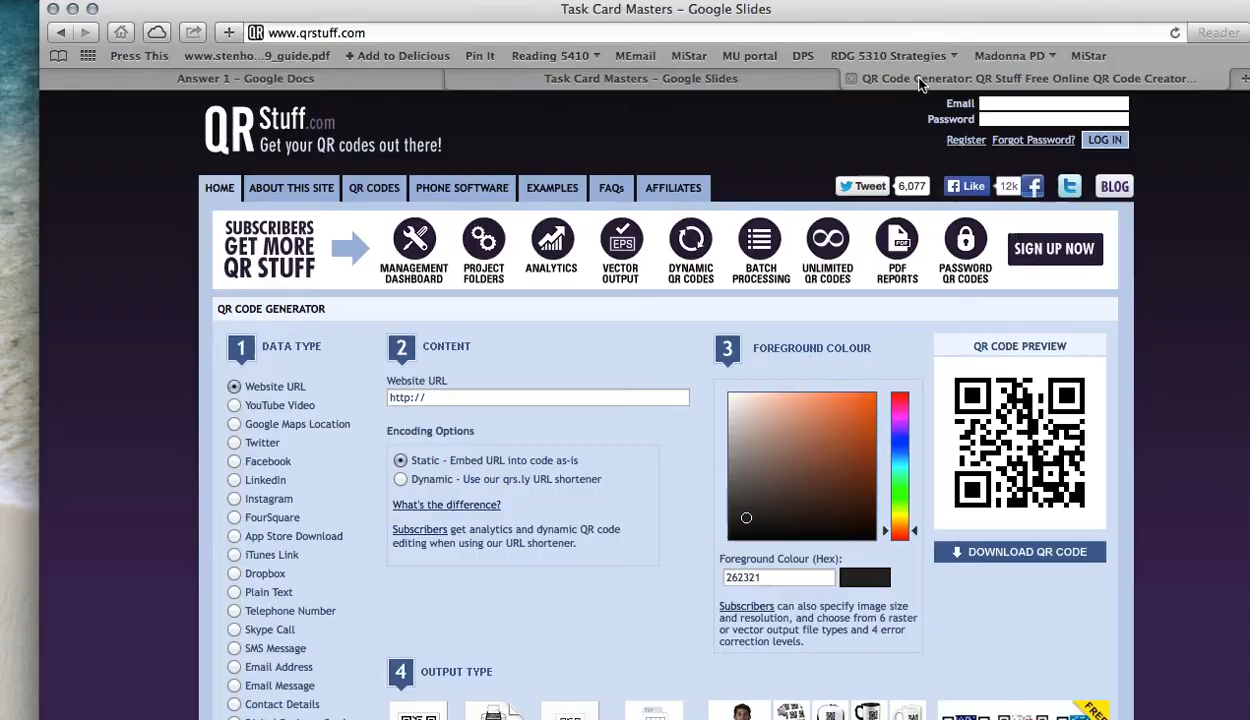 Task Card Masters – Google Slides
QR www.qrstuff.com
Reader
Press This www.stenho...9_guide.pdf + Add to Delicious Pin It Reading 5410 MEmail MiStar MU portal DPS RDG 5310 Strategies Madonna PD MiStar
Answer 1 – Google Docs Task Card Masters – Google Slides QR Code Generator: QR Stuff Free Online QR Code Creator...
Email
Password
QR Stuff.com
Get your QR codes out there!
Register Forgot Password? LOG IN
HOME ABOUT THIS SITE QR CODES PHONE SOFTWARE EXAMPLES FAQs AFFILIATES
Tweet 6,077 Like 12k BLOG
SUBSCRIBERS
GET MORE
QR STUFF
MANAGEMENT
DASHBOARD
PROJECT
FOLDERS
ANALYTICS
EPS
VECTOR
OUTPUT
DYNAMIC
QR CODES
BATCH
PROCESSING
UNLIMITED
QR CODES
PDF
PDF
REPORTS
PASSWORD
QR CODES
SIGN UP NOW
QR CODE GENERATOR
1 DATA TYPE
Website URL
YouTube Video
Google Maps Location
Twitter
Facebook
LinkedIn
Instagram
FourSquare
App Store Download
iTunes Link
Dropbox
Plain Text
Telephone Number
Skype Call
SMS Message
Email Address
Email Message
Contact Details
2 CONTENT
Website URL
http://
Encoding Options
Static - Embed URL into code as-is
Dynamic - Use our qrs.ly URL shortener
What's the difference?
Subscribers get analytics and dynamic QR code
editing when using our URL shortener.
3 FOREGROUND COLOUR
Foreground Colour (Hex):
262321
Subscribers can also specify image size
and resolution, and choose from 6 raster
or vector output file types and 4 error
correction levels.
QR CODE PREVIEW
DOWNLOAD QR CODE
4 OUTPUT TYPE
FREE